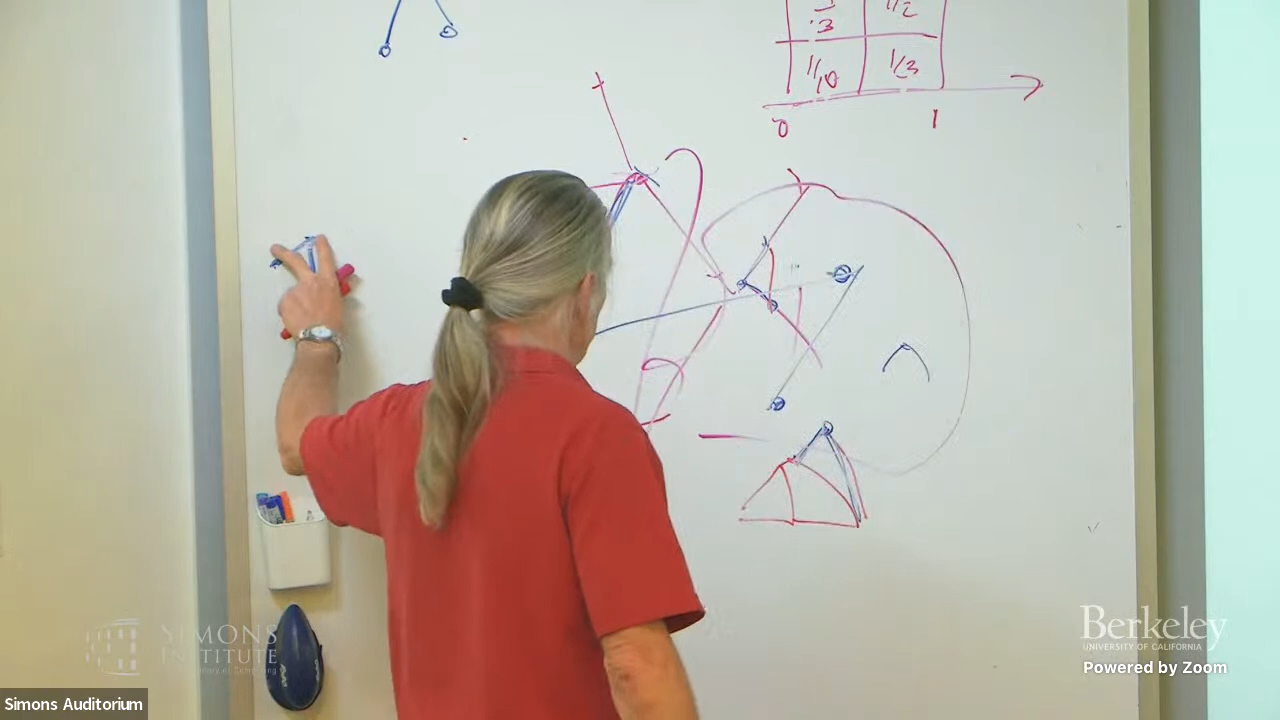 .3
1/2
1/10
1/3
0
1
SIMONS
INSTITUTE
Berkeley
UNIVERSITY OF CALIFORNIA
Powered by Zoom
Simons Auditorium